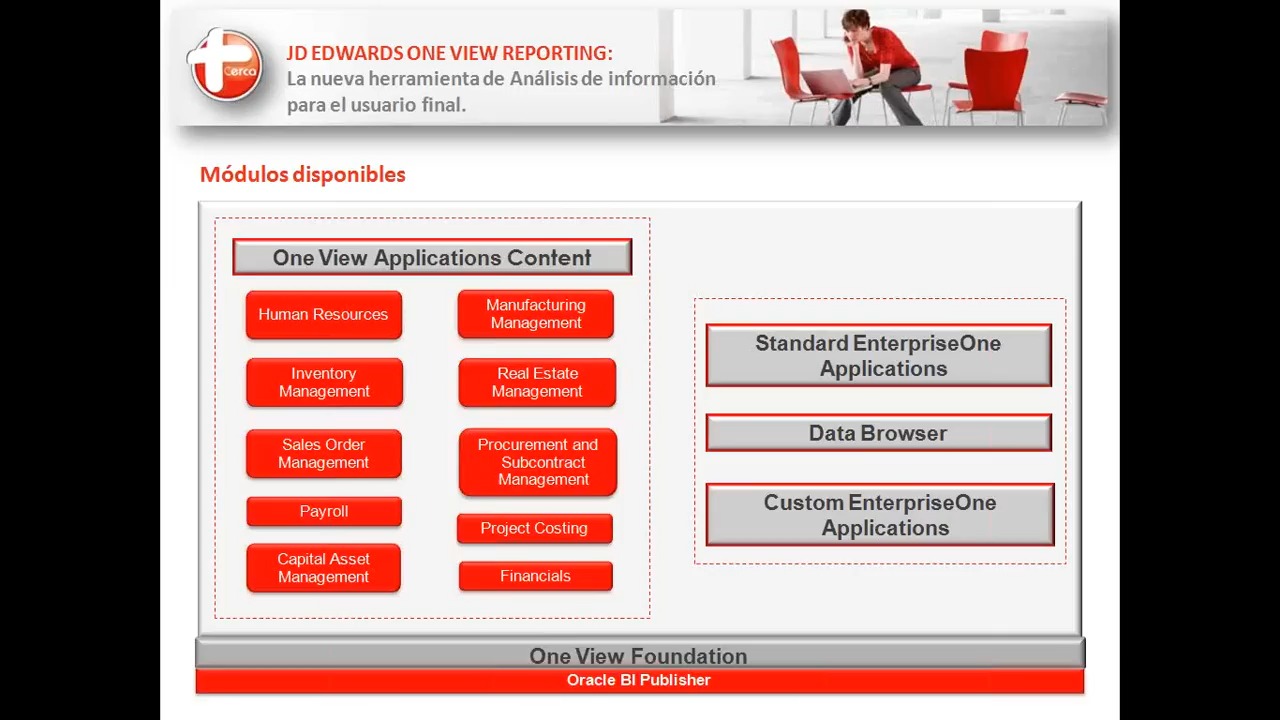 Cerca
JD EDWARDS ONE VIEW REPORTING:
La nueva herramienta de Análisis de información
para el usuario final.
Módulos disponibles
One View Applications Content
Human Resources
Manufacturing
Management
Inventory
Management
Real Estate
Management
Sales Order
Management
Procurement and
Subcontract
Management
Payroll
Project Costing
Capital Asset
Management
Financials
Standard EnterpriseOne
Applications
Data Browser
Custom EnterpriseOne
Applications
One View Foundation
Oracle BI Publisher